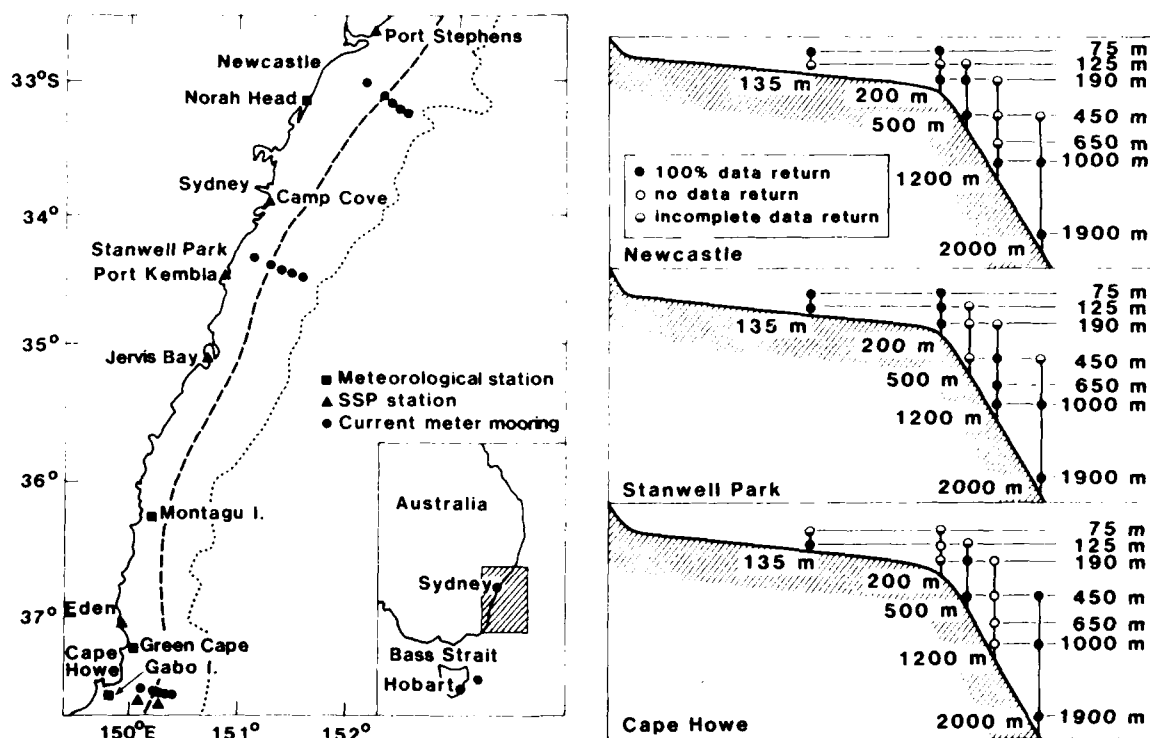 33°S
34°
35°
36°
37°
150°E
151°
152°
Port Stephens
Newcastle
Norah Head
Sydney
Camp Cove
Stanwell Park
Port Kembla
Jervis Bay
Meteorological station
SSP station
Current meter mooring
Montagu I.
Eden
Green Cape
Cape
Howe
Gabo I.
Australia
Sydney
Bass Strait
Hobart
75 m
125 m
190 m
450 m
650 m
1000 m
1900 m
135 m
200 m
500 m
1200 m
2000 m
100% data return
no data return
incomplete data return
Newcastle
75 m
125 m
190 m
450 m
650 m
1000 m
1900 m
135 m
200 m
500 m
1200 m
2000 m
Stanwell Park
75 m
125 m
190 m
450 m
650 m
1000 m
1900 m
135 m
200 m
500 m
1200 m
2000 m
Cape Howe